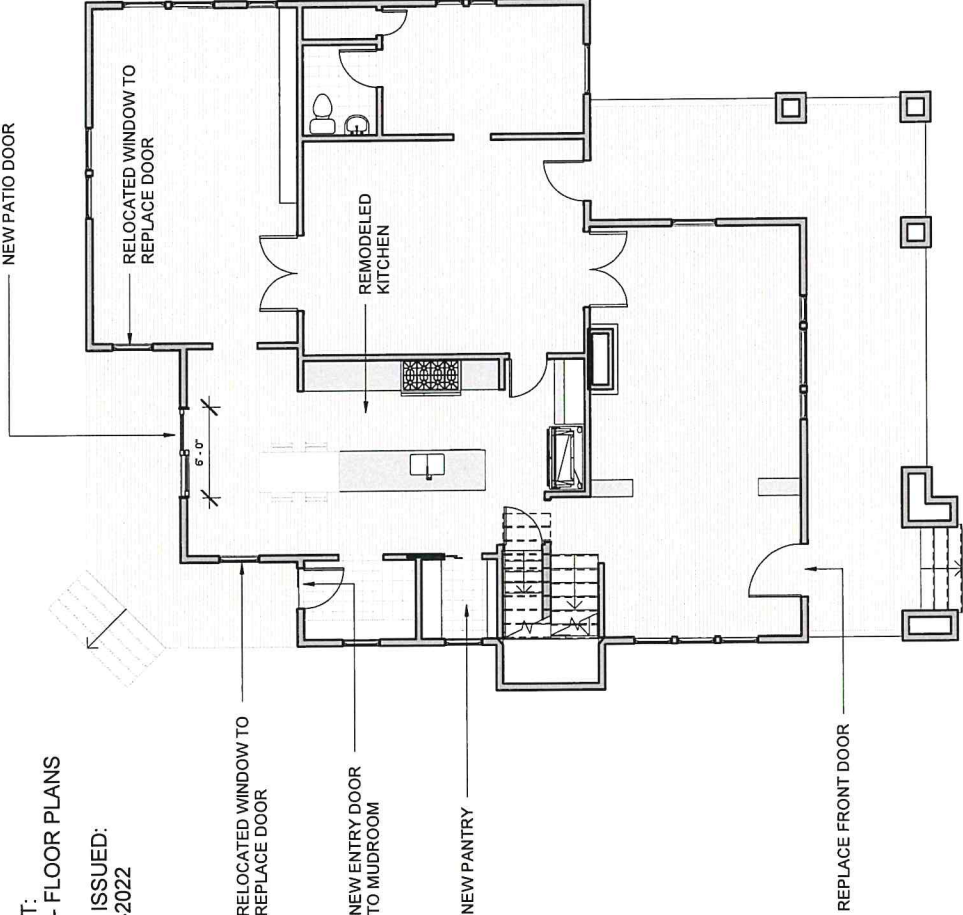 T:
- FLOOR PLANS
ISSUED:
2022
NEW PATIO DOOR
RELOCATED WINDOW TO
REPLACE DOOR
REMODELED
KITCHEN
6'-0"
RELOCATED WINDOW TO
REPLACE DOOR
NEW ENTRY DOOR
TO MUDROOM
NEW PANTRY
REPLACE FRONT DOOR